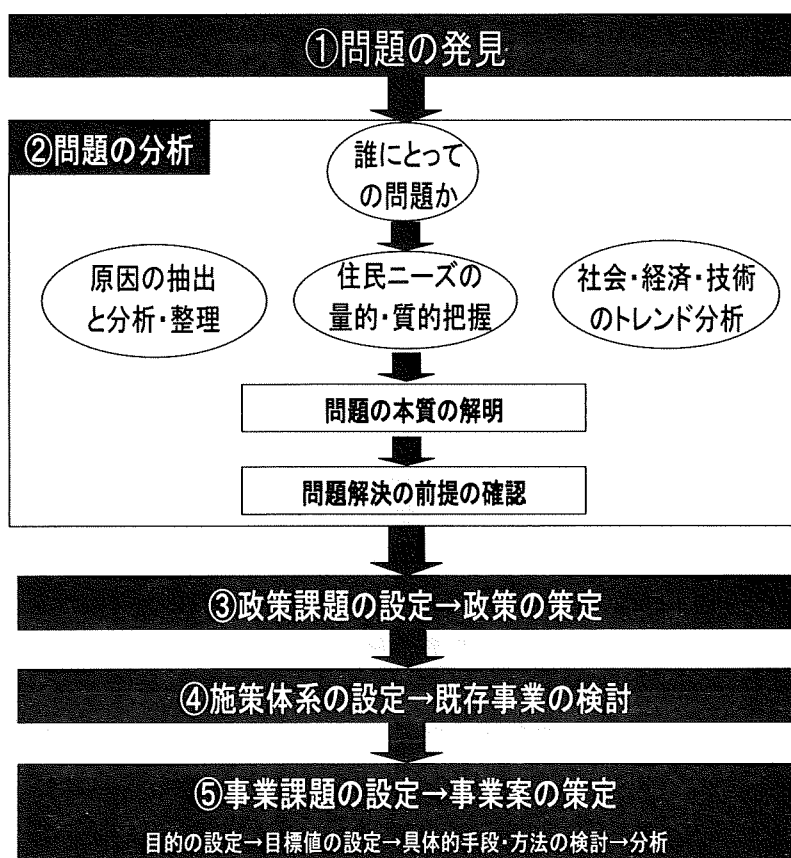 ①問題の発見
②問題の分析
誰にとって
の問題か
原因の抽出
と分析・整理
住民ニーズの
量的・質的把握
社会・経済・技術
のトレンド分析
問題の本質の解明
問題解決の前提の確認
③政策課題の設定→政策の策定
④施策体系の設定→既存事業の検討
⑤事業課題の設定→事業案の策定
目的の設定→目標値の設定→具体的手段・方法の検討→分析